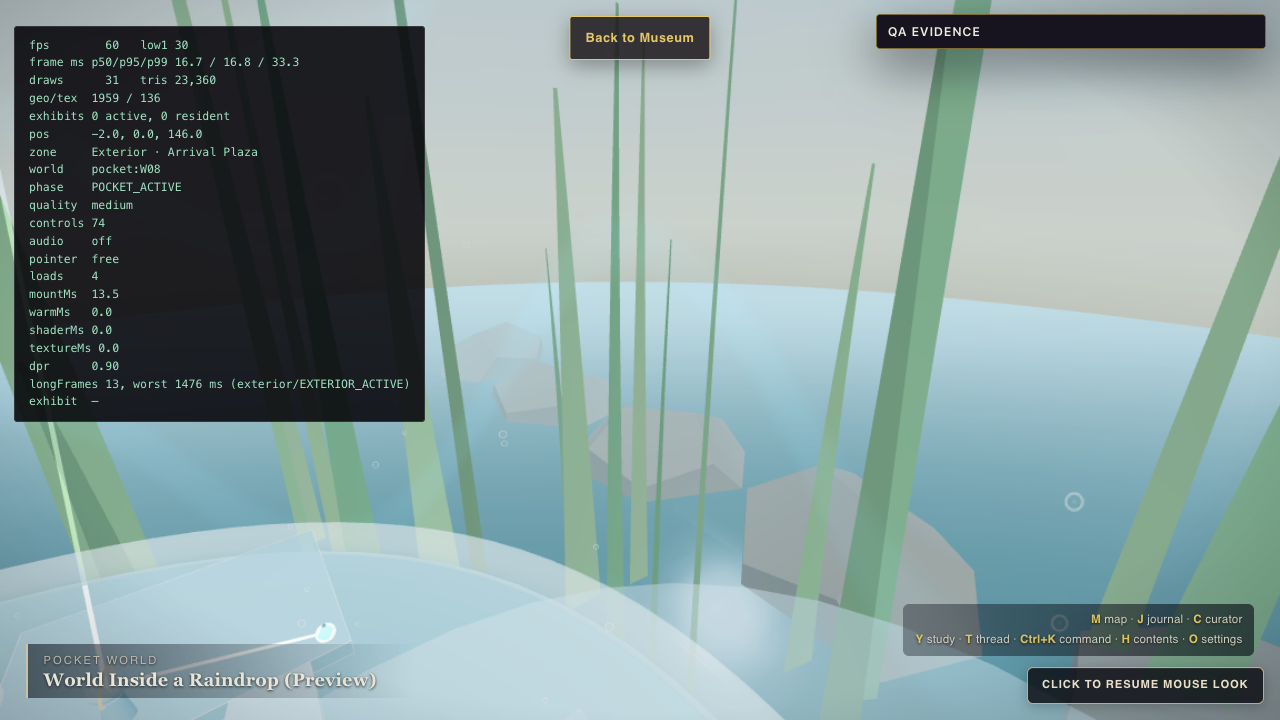 fps 60 low1 30
frame ms p50/p95/p99 16.7 / 16.8 / 33.3
draws 31 tris 23,360
geo/tex 1959 / 136
exhibits 0 active, 0 resident
pos −2.0, 0.0, 146.0
zone Exterior · Arrival Plaza
world pocket:W08
phase POCKET_ACTIVE
quality medium
controls 74
audio off
pointer free
loads 4
mountMs 13.5
warmMs 0.0
shaderMs 0.0
textureMs 0.0
dpr 0.90
longFrames 13, worst 1476 ms (exterior/EXTERIOR_ACTIVE)
exhibit —
Back to Museum
QA EVIDENCE
POCKET WORLD
World Inside a Raindrop (Preview)
M map · J journal · C curator
Y study · T thread · Ctrl+K command · H contents · O settings
CLICK TO RESUME MOUSE LOOK